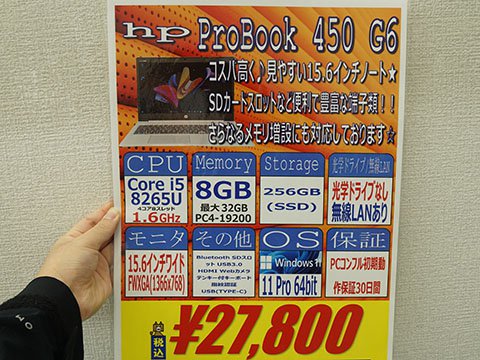 hp ProBook 450 G6
コスパ高く♪見やすい15.6インチノート★
SDカードスロットなど便利で豊富な端子類！！
さらなるメモリ増設にも対応しております★
CPU
Core i5
8265U
4コア8スレッド
1.6GHz
Memory
8GB
最大 32GB
PC4-19200
Storage
256GB
(SSD)
光学ドライブ/無線LAN
光学ドライブなし
無線LANあり
モニタ
15.6インチワイド
FWXGA(1366x768)
その他
Bluetooth SDスロ
ット USB3.0
HDMI Webカメラ
テンキー付キーボード
指紋認証
USB(TYPE-C)
OS
Windows 11
11 Pro 64bit
保証
PCコンフル初期動
作保証30日間
税込
¥27,800